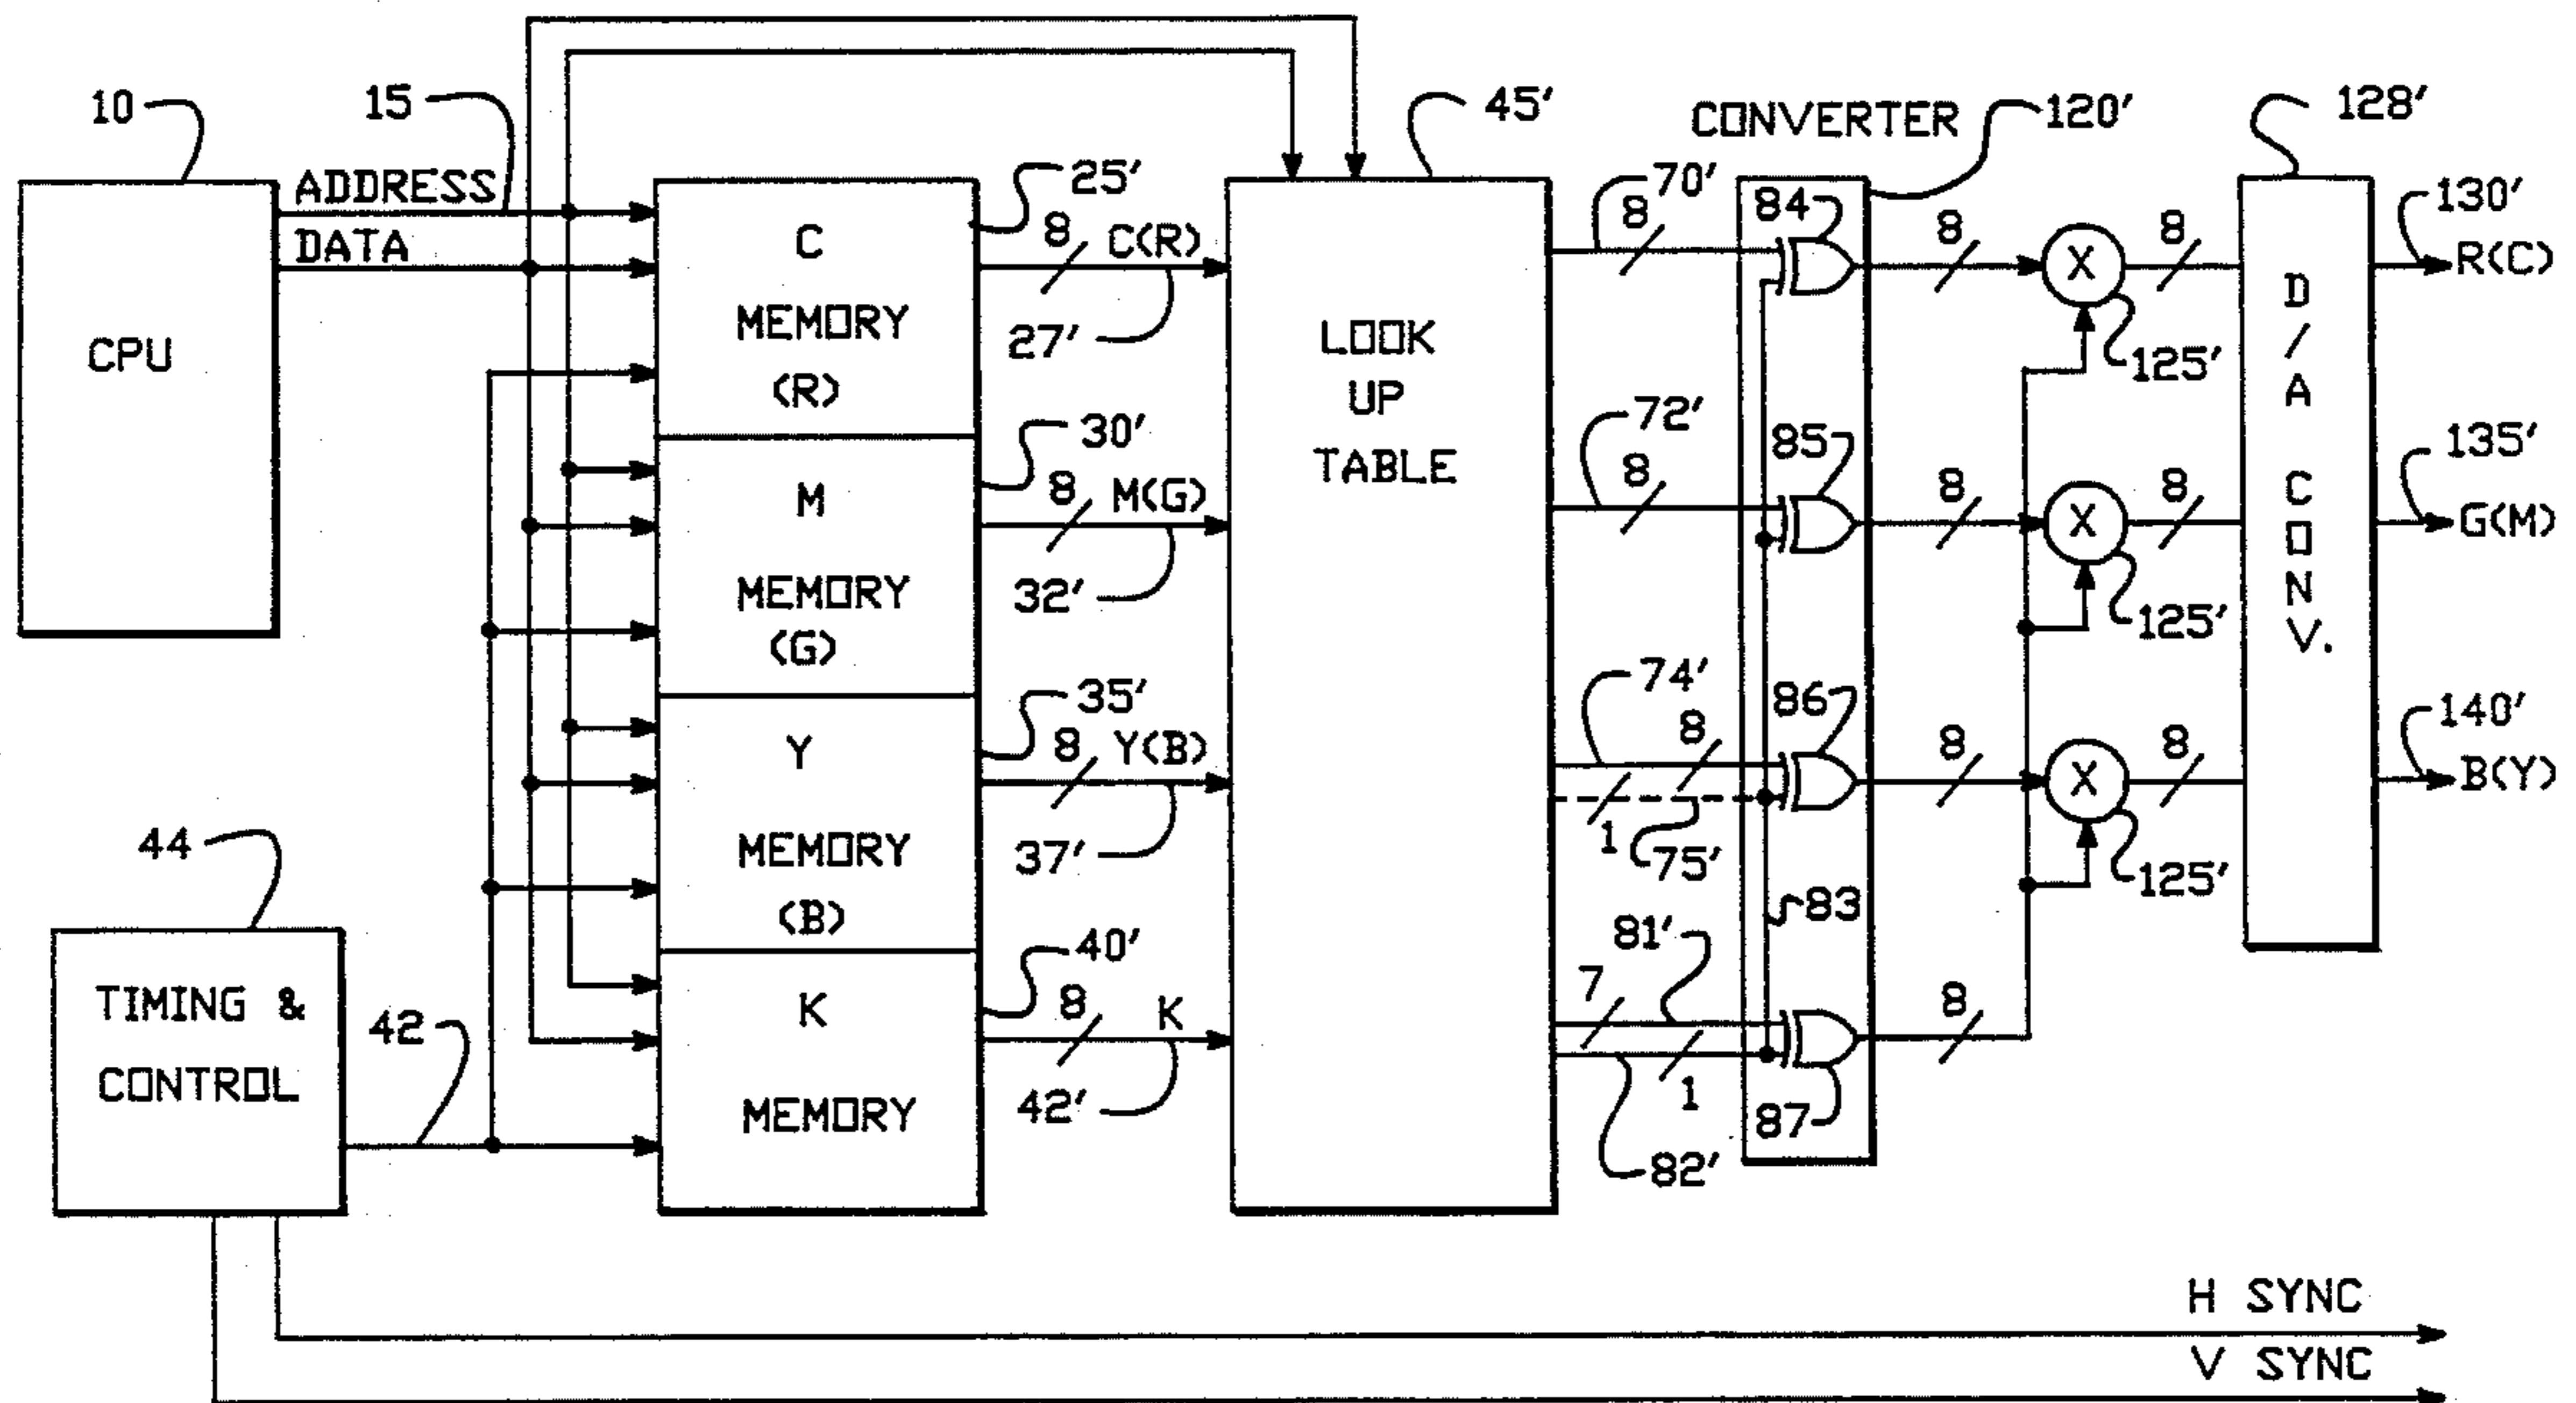 10
15
45'
CONVERTER
120'
128'
ADDRESS
DATA
CPU
C
MEMORY
(R)
25'
8
C(R)
27'
M
MEMORY
(G)
30'
8
M(G)
32'
Y
MEMORY
(B)
35'
8
Y(B)
37'
K
MEMORY
40'
8
K
42'
LOOK
UP
TABLE
70'
8
84
8
X
8
125'
130'
R(C)
72'
8
85
8
X
8
125'
135'
G(M)
74'
8
1
75'
86
8
X
8
125'
140'
B(Y)
83
81'
7
1
82'
87
8
D/A CONV.
44
TIMING &
CONTROL
42
H SYNC
V SYNC